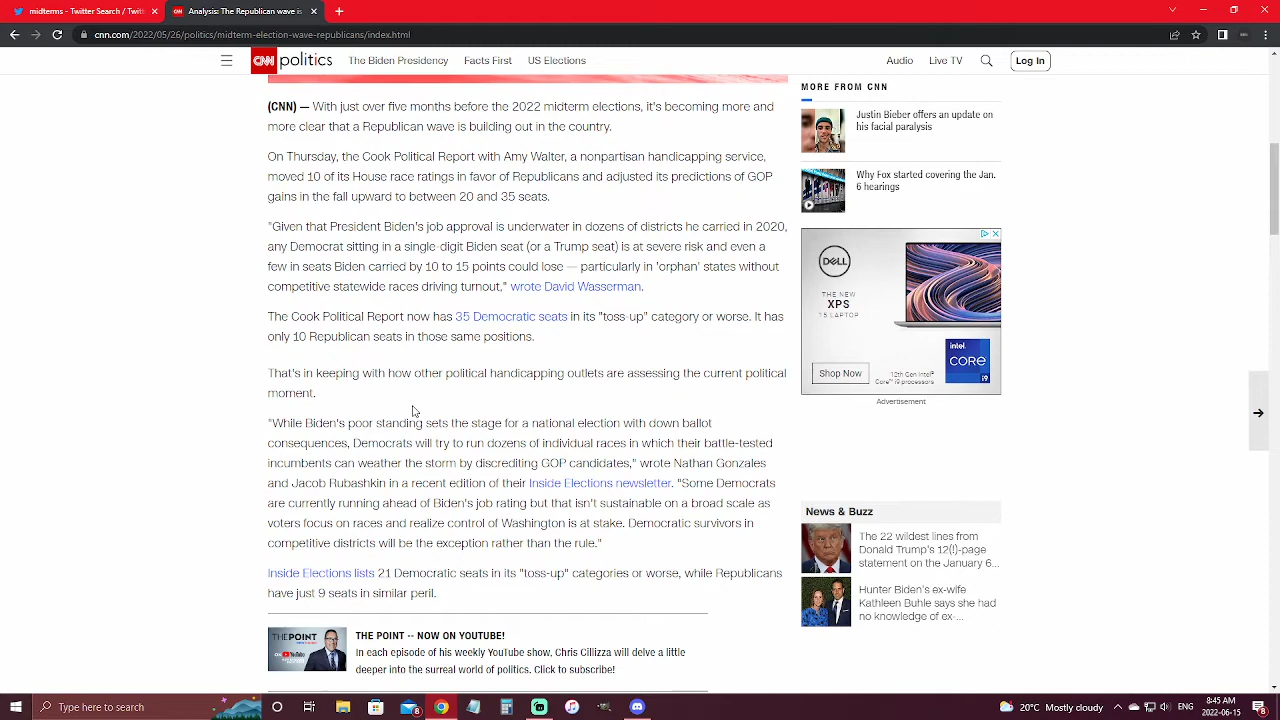 midterms - Twitter Search / Twitt
Analysis: The Republican wave is
cnn.com/2022/05/26/politics/midterm-election-wave-republicans/index.html
CNN politics The Biden Presidency Facts First US Elections Audio Live TV Log In
(CNN) — With just over five months before the 2022 midterm elections, it's becoming more and
more clear that a Republican wave is building out in the country.
On Thursday, the Cook Political Report with Amy Walter, a nonpartisan handicapping service,
moved 10 of its House race ratings in favor of Republicans and adjusted its predictions of GOP
gains in the fall upward to between 20 and 35 seats.
"Given that President Biden's job approval is underwater in dozens of districts he carried in 2020,
any Democrat sitting in a single-digit Biden seat (or a Trump seat) is at severe risk and even a
few in seats Biden carried by 10 to 15 points could lose — particularly in 'orphan' states without
competitive statewide races driving turnout," wrote David Wasserman.
The Cook Political Report now has 35 Democratic seats in its "toss-up" category or worse. It has
only 10 Republican seats in those same positions.
That's in keeping with how other political handicapping outlets are assessing the current political
moment.
"While Biden's poor standing sets the stage for a national election with down ballot
consequences, Democrats will try to run dozens of individual races in which their battle-tested
incumbents can weather the storm by discrediting GOP candidates," wrote Nathan Gonzales
and Jacob Rubashkin in a recent edition of their Inside Elections newsletter. "Some Democrats
are currently running ahead of Biden's job rating but that isn't sustainable on a broad scale as
voters focus on races and realize control of Washington is at stake. Democratic survivors in
competitive districts will be the exception rather than the rule."
Inside Elections lists 21 Democratic seats in its "toss-up" categories or worse, while Republicans
have just 9 seats in similar peril.
THE POINT
YouTube
THE POINT -- NOW ON YOUTUBE!
In each episode of his weekly YouTube show, Chris Cillizza will delve a little
deeper into the surreal world of politics. Click to subscribe!
MORE FROM CNN
Justin Bieber offers an update on
his facial paralysis
Why Fox started covering the Jan.
6 hearings
DELL
THE NEW
XPS
15 LAPTOP
intel.
CORE
i9
Shop Now
12th Gen Intel®
Core™ i9 processors
Advertisement
News & Buzz
The 22 wildest lines from
Donald Trump's 12(!)-page
statement on the January 6...
Hunter Biden's ex-wife
Kathleen Buhle says she had
no knowledge of ex-...
Type here to search
8
20°C Mostly cloudy
ENG
8:45 AM
2022-06-15
8